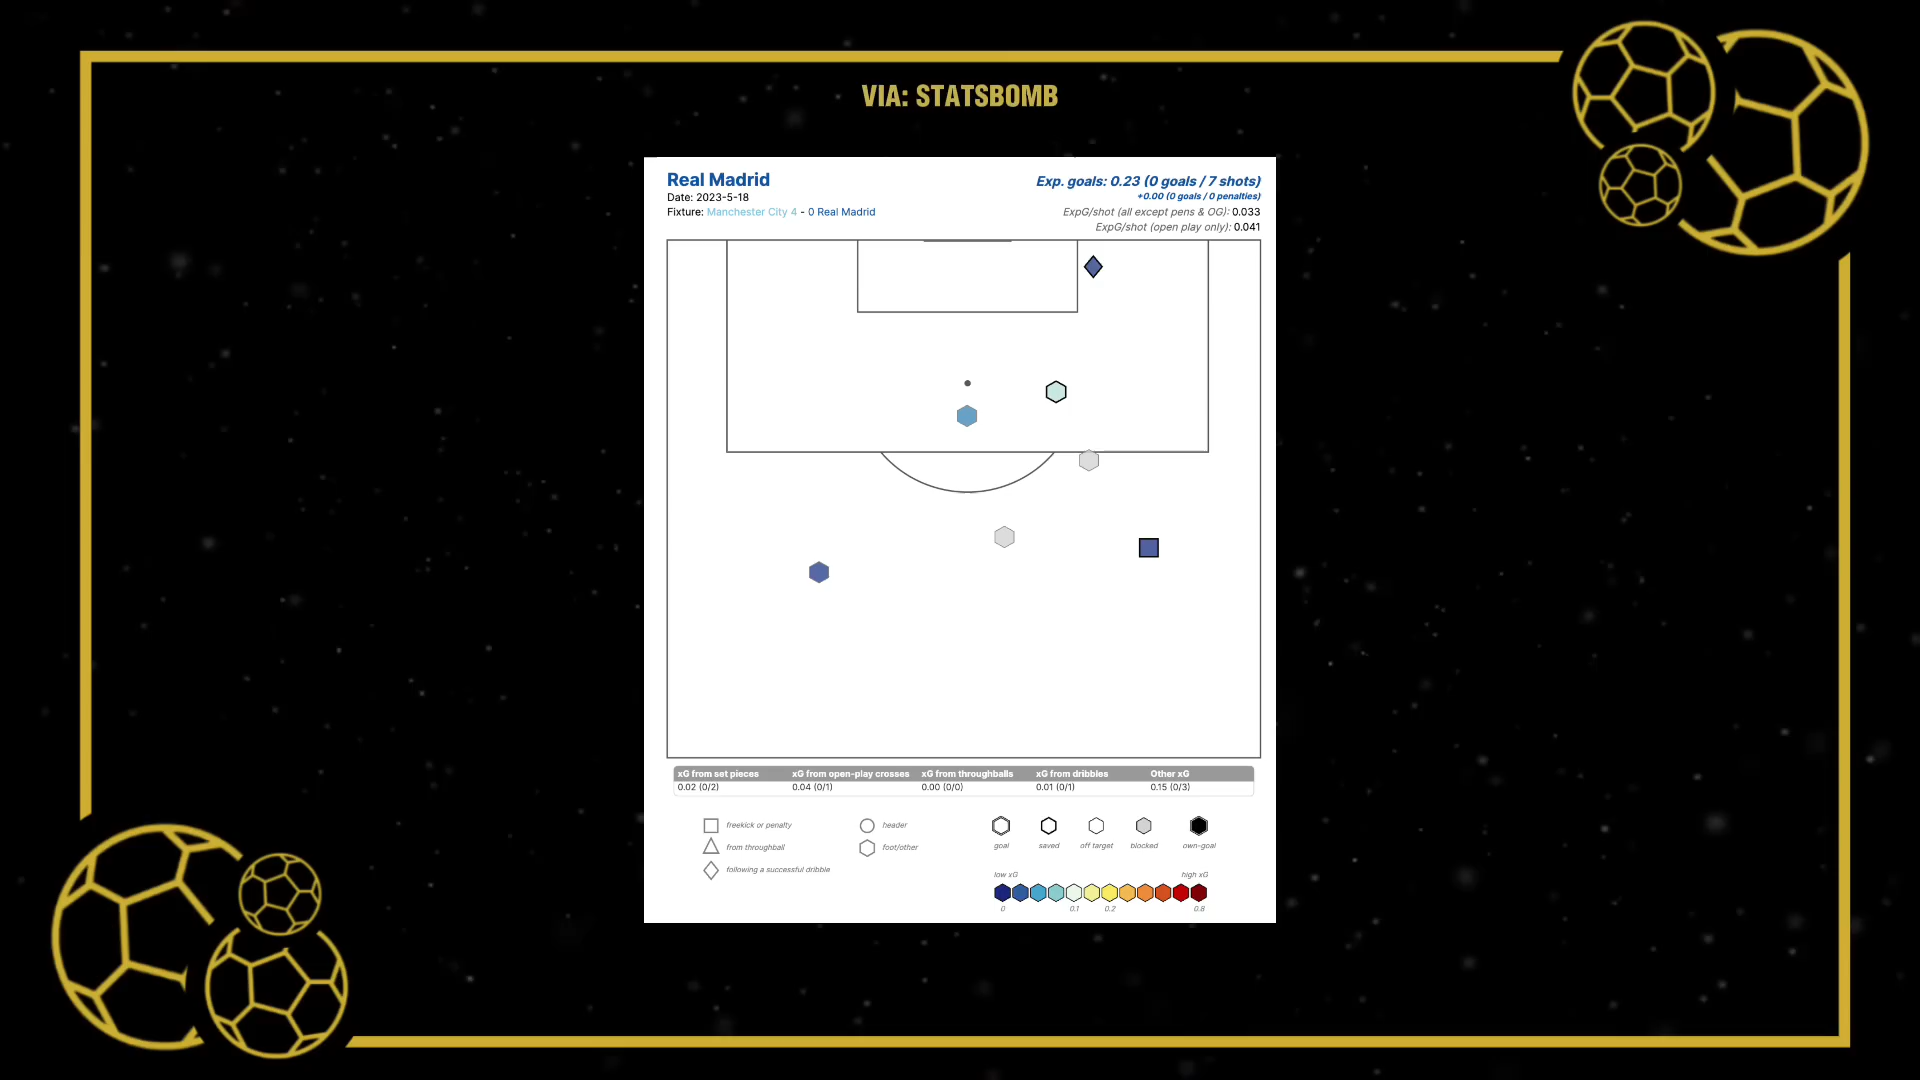 VIA: STATSBOMB
Real Madrid
Date: 2023-5-18
Fixture: Manchester City 4 - 0 Real Madrid
Exp. goals: 0.23 (0 goals / 7 shots)
+0.00 (0 goals / 0 penalties)
ExpG/shot (all except pens & OG): 0.033
ExpG/shot (open play only): 0.041
xG from set pieces xG from open-play crosses xG from throughballs xG from dribbles Other xG
0.02 (0/2) 0.04 (0/1) 0.00 (0/0) 0.01 (0/1) 0.15 (0/3)
freekick or penalty
from throughball
following a successful dribble
header
foot/other
goal saved off target blocked own-goal
low xG high xG
0 0.1 0.2 0.8